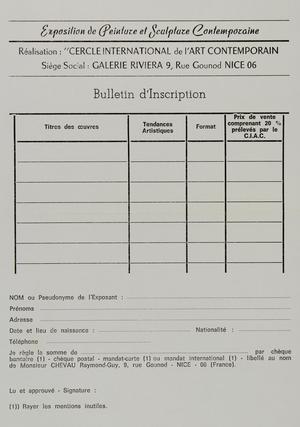 Exposition de Peinture et Sculpture Contemporaine
Réalisation : "CERCLE INTERNATIONAL de l'ART CONTEMPORAIN
Siège Social : GALERIE RIVIERA 9, Rue Gounod NICE 06
Bulletin d'Inscription
Titres des œuvres
Tendances
Artistiques
Format
Prix de vente
comprenant 20 %
prélevés par le
C.I.A.C.
NOM ou Pseudonyme de l'Exposant :
Prénoms
Adresse
Date et lieu de naissance : Nationalité :
Téléphone
Je règle la somme de par chèque
bancaire (1) - chèque postal - mandat-carte (1) ou mandat international (1) - libellé au nom
de Monsieur CHEVAU Raymond-Guy, 9, rue Gounod - NICE - 06 (France).
Lu et approuvé - Signature :
(1)) Rayer les mentions inutiles.